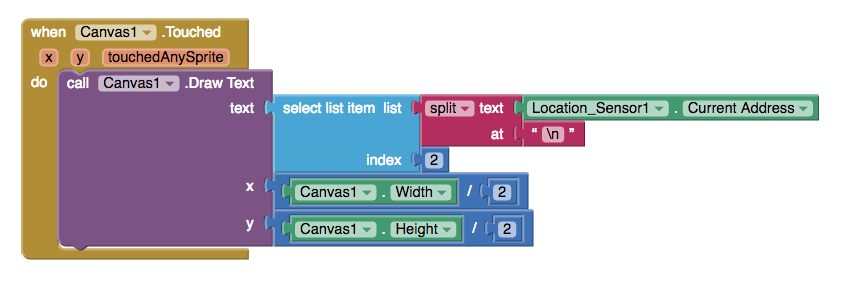 when Canvas1 .Touched
x y touchedAnySprite
do call Canvas1 .Draw Text
text select list item list split text Location_Sensor1 . Current Address
at " \n "
index 2
x Canvas1 . Width / 2
y Canvas1 . Height / 2